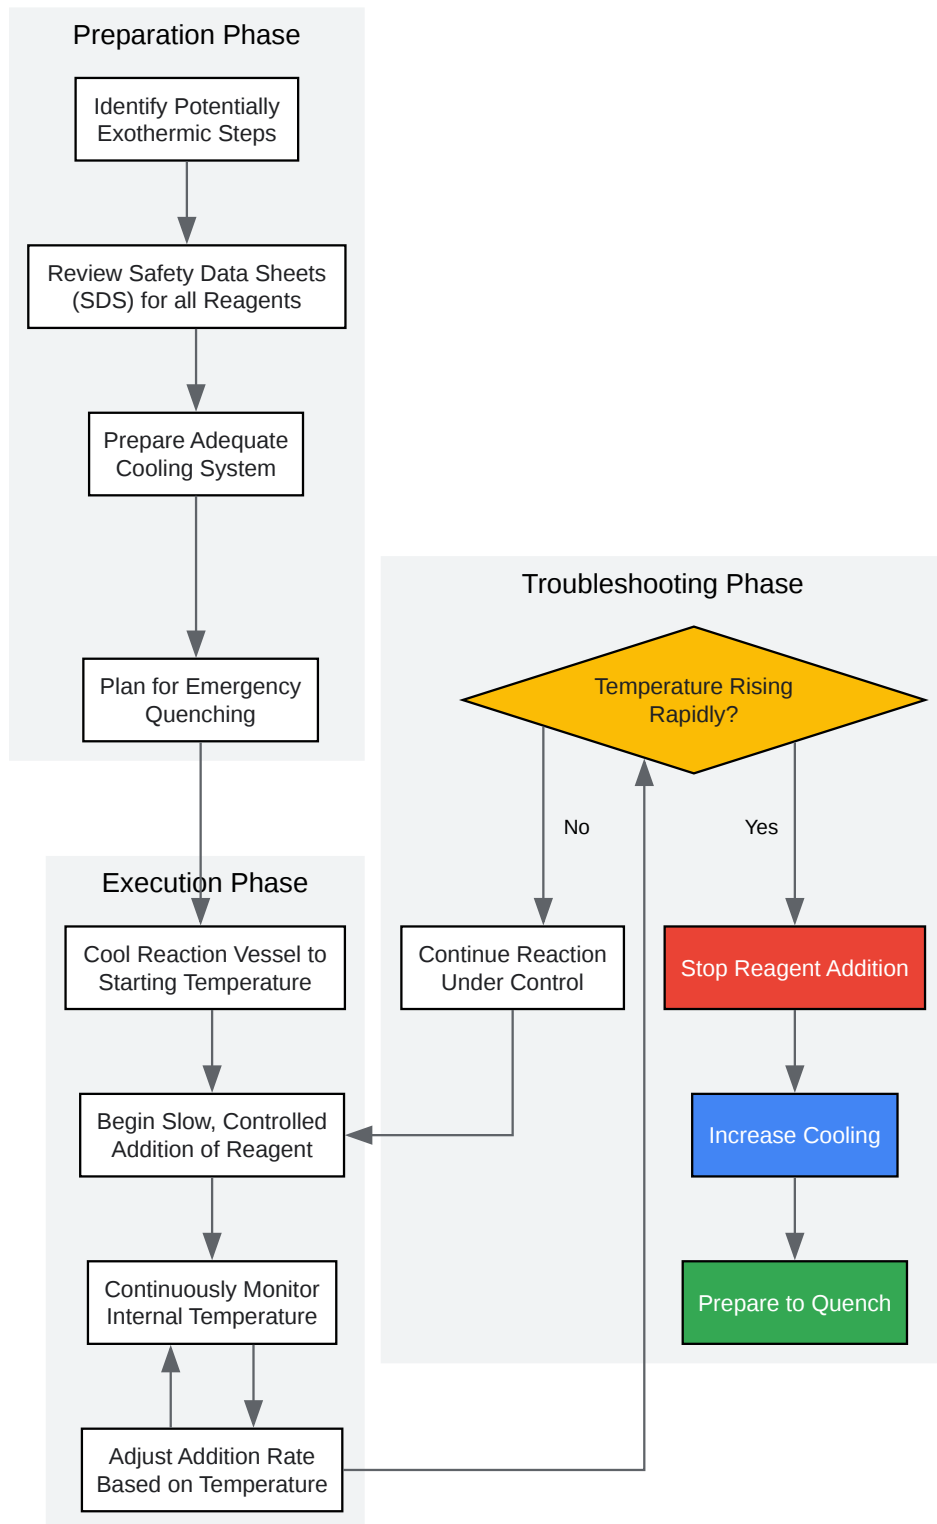 Preparation Phase
Identify Potentially
Exothermic Steps
Review Safety Data Sheets
(SDS) for all Reagents
Prepare Adequate
Cooling System
Plan for Emergency
Quenching
Execution Phase
Cool Reaction Vessel to
Starting Temperature
Begin Slow, Controlled
Addition of Reagent
Continuously Monitor
Internal Temperature
Adjust Addition Rate
Based on Temperature
Troubleshooting Phase
Temperature Rising
Rapidly?
No
Yes
Continue Reaction
Under Control
Stop Reagent Addition
Increase Cooling
Prepare to Quench